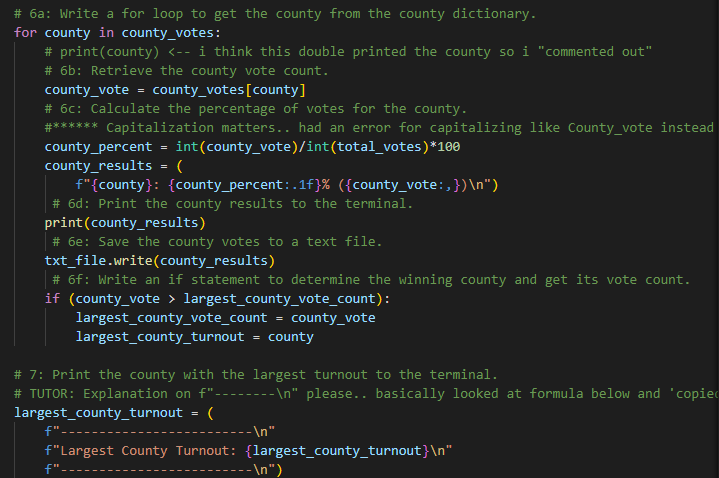 # 6a: Write a for loop to get the county from the county dictionary.
for county in county_votes:
# print(county) <-- i think this double printed the county so i "commented out"
# 6b: Retrieve the county vote count.
county_vote = county_votes[county]
# 6c: Calculate the percentage of votes for the county.
#****** Capitalization matters.. had an error for capitalizing like County_vote instead
county_percent = int(county_vote)/int(total_votes)*100
county_results = (
f"{county}: {county_percent:.1f}% ({county_vote:,})\n")
# 6d: Print the county results to the terminal.
print(county_results)
# 6e: Save the county votes to a text file.
txt_file.write(county_results)
# 6f: Write an if statement to determine the winning county and get its vote count.
if (county_vote > largest_county_vote_count):
largest_county_vote_count = county_vote
largest_county_turnout = county
# 7: Print the county with the largest turnout to the terminal.
# TUTOR: Explanation on f"--------\n" please.. basically looked at formula below and 'copied
largest_county_turnout = (
f"-------------------------\n"
f"Largest County Turnout: {largest_county_turnout}\n"
f"-------------------------\n")